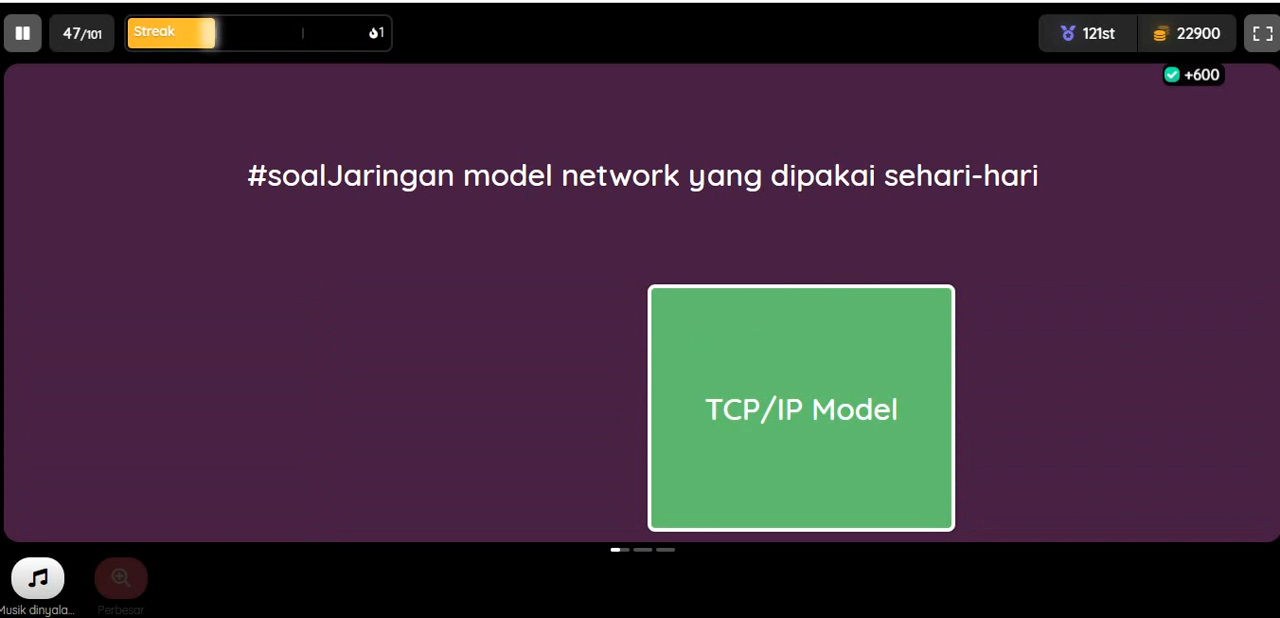 47/101
Streak
1
121st
22900
+600
#soalJaringan model network yang dipakai sehari-hari
TCP/IP Model
Musik dinyala...
Perbesar